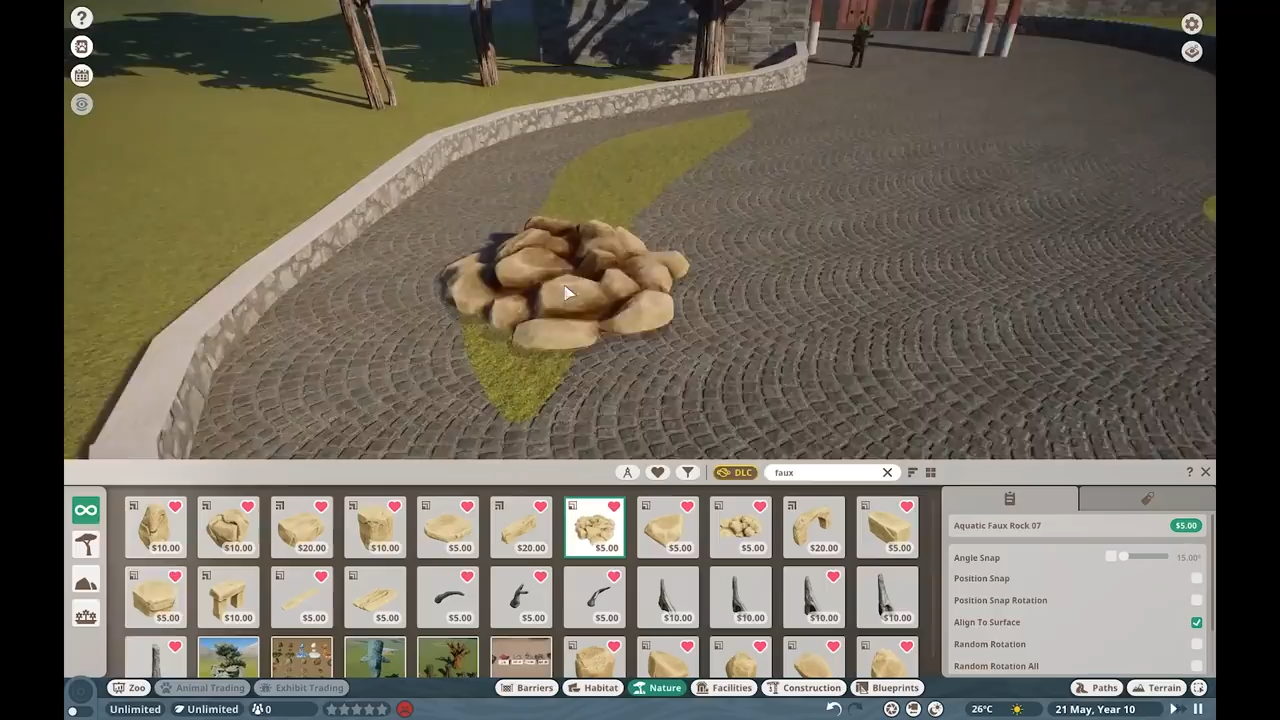 ?
DLC
faux
?
$10.00 $10.00 $20.00 $10.00 $5.00 $20.00 $5.00 $5.00 $5.00 $20.00 $5.00
$5.00 $10.00 $5.00 $5.00 $5.00 $5.00 $5.00 $10.00 $10.00 $10.00 $10.00
Aquatic Faux Rock 07 $5.00
Angle Snap 15.00°
Position Snap
Position Snap Rotation
Align To Surface
Random Rotation
Random Rotation All
Zoo Animal Trading Exhibit Trading Barriers Habitat Nature Facilities Construction Blueprints Paths Terrain
Unlimited Unlimited 0 26°C 21 May, Year 10